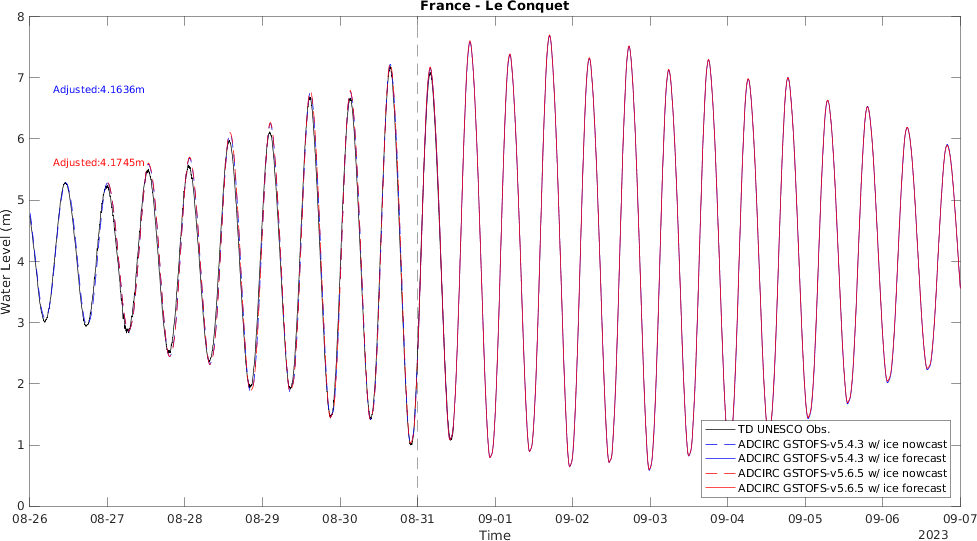 France - Le Conquet
8
7
6
5
4
3
2
1
0
Water Level (m)
Adjusted:4.1636m
Adjusted:4.1745m
TD UNESCO Obs.
ADCIRC GSTOFS-v5.4.3 w/ ice nowcast
ADCIRC GSTOFS-v5.4.3 w/ ice forecast
ADCIRC GSTOFS-v5.6.5 w/ ice nowcast
ADCIRC GSTOFS-v5.6.5 w/ ice forecast
08-26 08-27 08-28 08-29 08-30 08-31 09-01 09-02 09-03 09-04 09-05 09-06 09-07
Time
2023